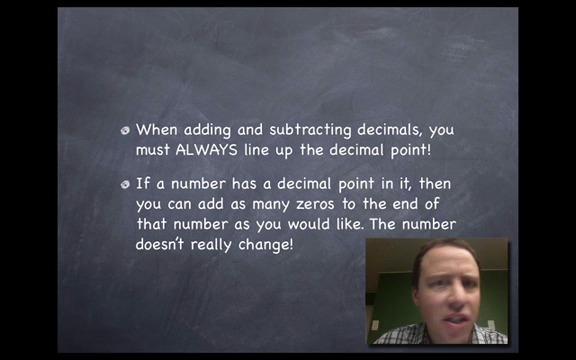 When adding and subtracting decimals, you
must ALWAYS line up the decimal point!
If a number has a decimal point in it, then
you can add as many zeros to the end of
that number as you would like. The number
doesn't really change!